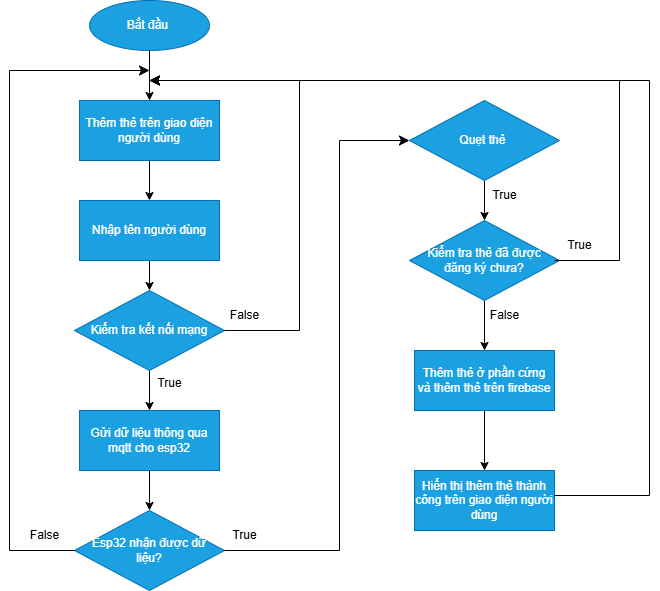 Bắt đầu
Thêm thẻ trên giao diện
người dùng
Nhập tên người dùng
Kiểm tra kết nối mạng
False
True
Gửi dữ liệu thông qua
mqtt cho esp32
Esp32 nhận được dữ
liệu?
False
True
Quẹt thẻ
True
Kiểm tra thẻ đã được
đăng ký chưa?
True
False
Thêm thẻ ở phần cứng
và thêm thẻ trên firebase
Hiển thị thêm thẻ thành
công trên giao diện người
dùng